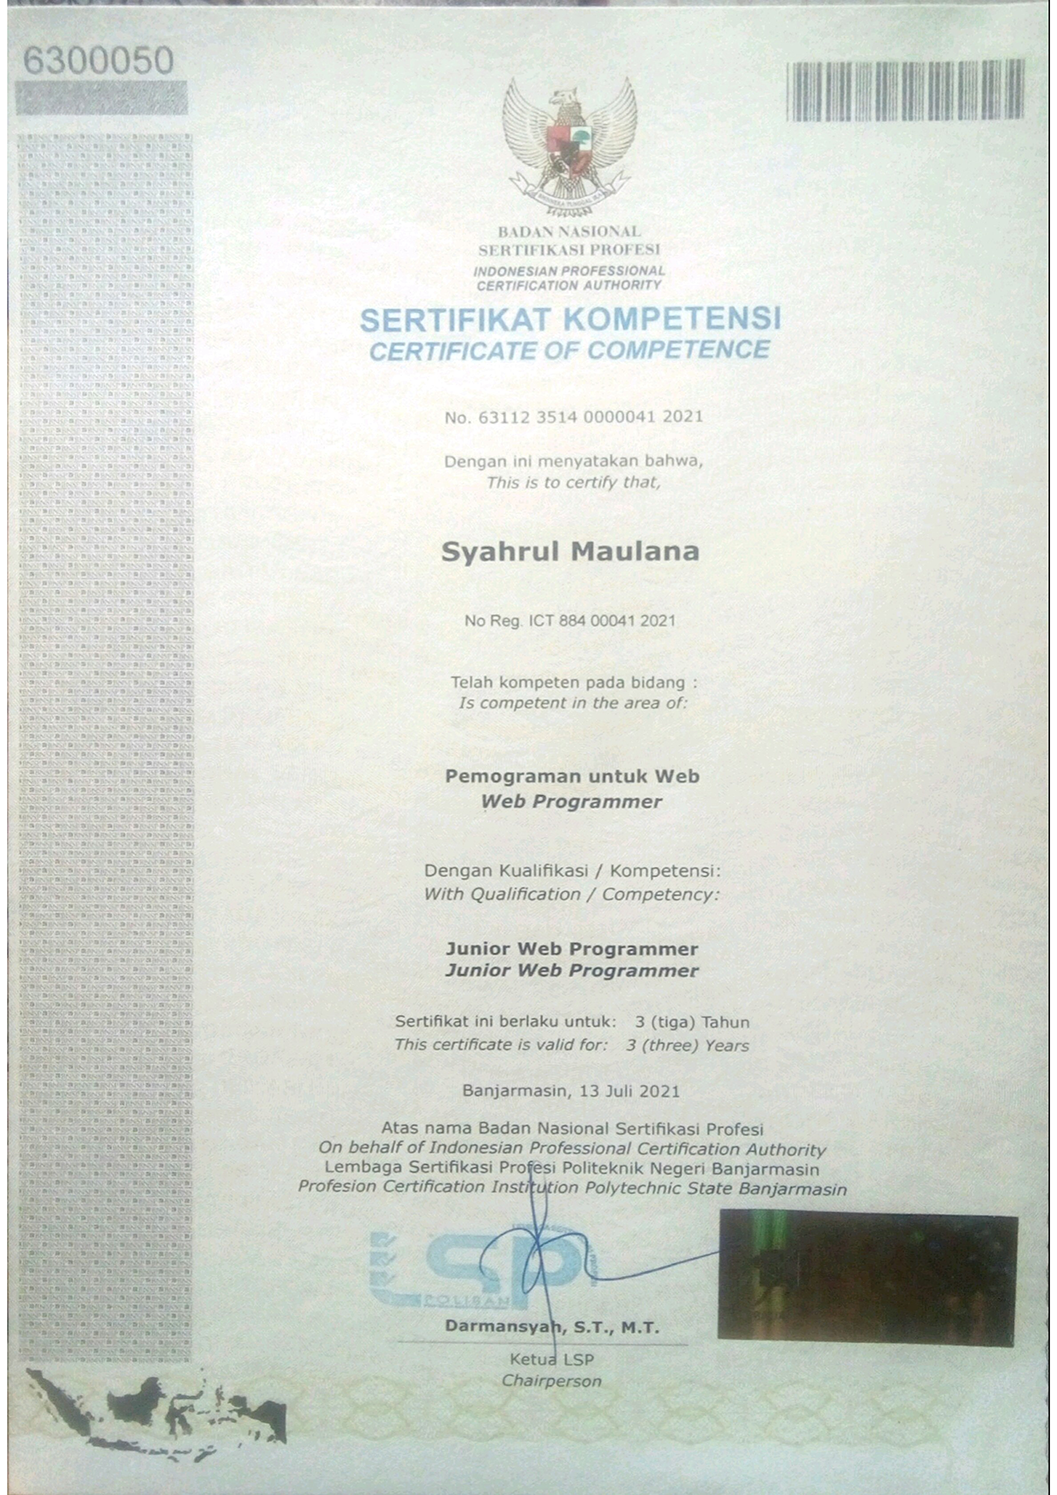 6300050
BADAN NASIONAL
SERTIFIKASI PROFESI
INDONESIAN PROFESSIONAL
CERTIFICATION AUTHORITY
SERTIFIKAT KOMPETENSI
CERTIFICATE OF COMPETENCE
No. 63112 3514 0000041 2021
Dengan ini menyatakan bahwa,
This is to certify that,
Syahrul Maulana
No Reg. ICT 884 00041 2021
Telah kompeten pada bidang :
Is competent in the area of:
Pemograman untuk Web
Web Programmer
Dengan Kualifikasi / Kompetensi:
With Qualification / Competency:
Junior Web Programmer
Junior Web Programmer
Sertifikat ini berlaku untuk: 3 (tiga) Tahun
This certificate is valid for: 3 (three) Years
Banjarmasin, 13 Juli 2021
Atas nama Badan Nasional Sertifikasi Profesi
On behalf of Indonesian Professional Certification Authority
Lembaga Sertifikasi Profesi Politeknik Negeri Banjarmasin
Profesion Certification Institution Polytechnic State Banjarmasin
LSP
POLIBAN
Darmansyah, S.T., M.T.
Ketua LSP
Chairperson